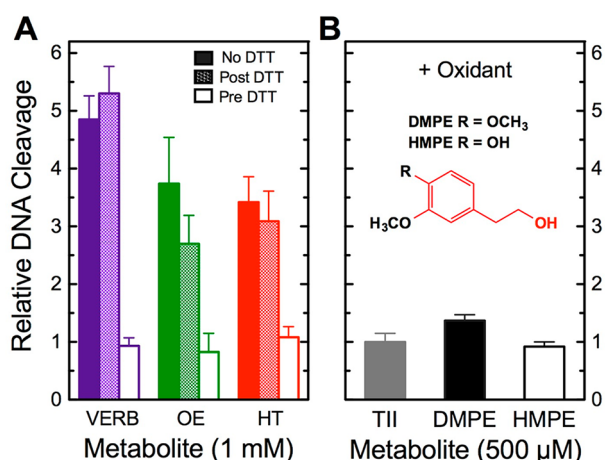 A
Relative DNA Cleavage
6
5
4
3
2
1
0
No DTT
Post DTT
Pre DTT
VERB OE HT
Metabolite (1 mM)
B
+ Oxidant
DMPE R = OCH3
HMPE R = OH
R
H3CO
OH
6
5
4
3
2
1
0
TII DMPE HMPE
Metabolite (500 µM)